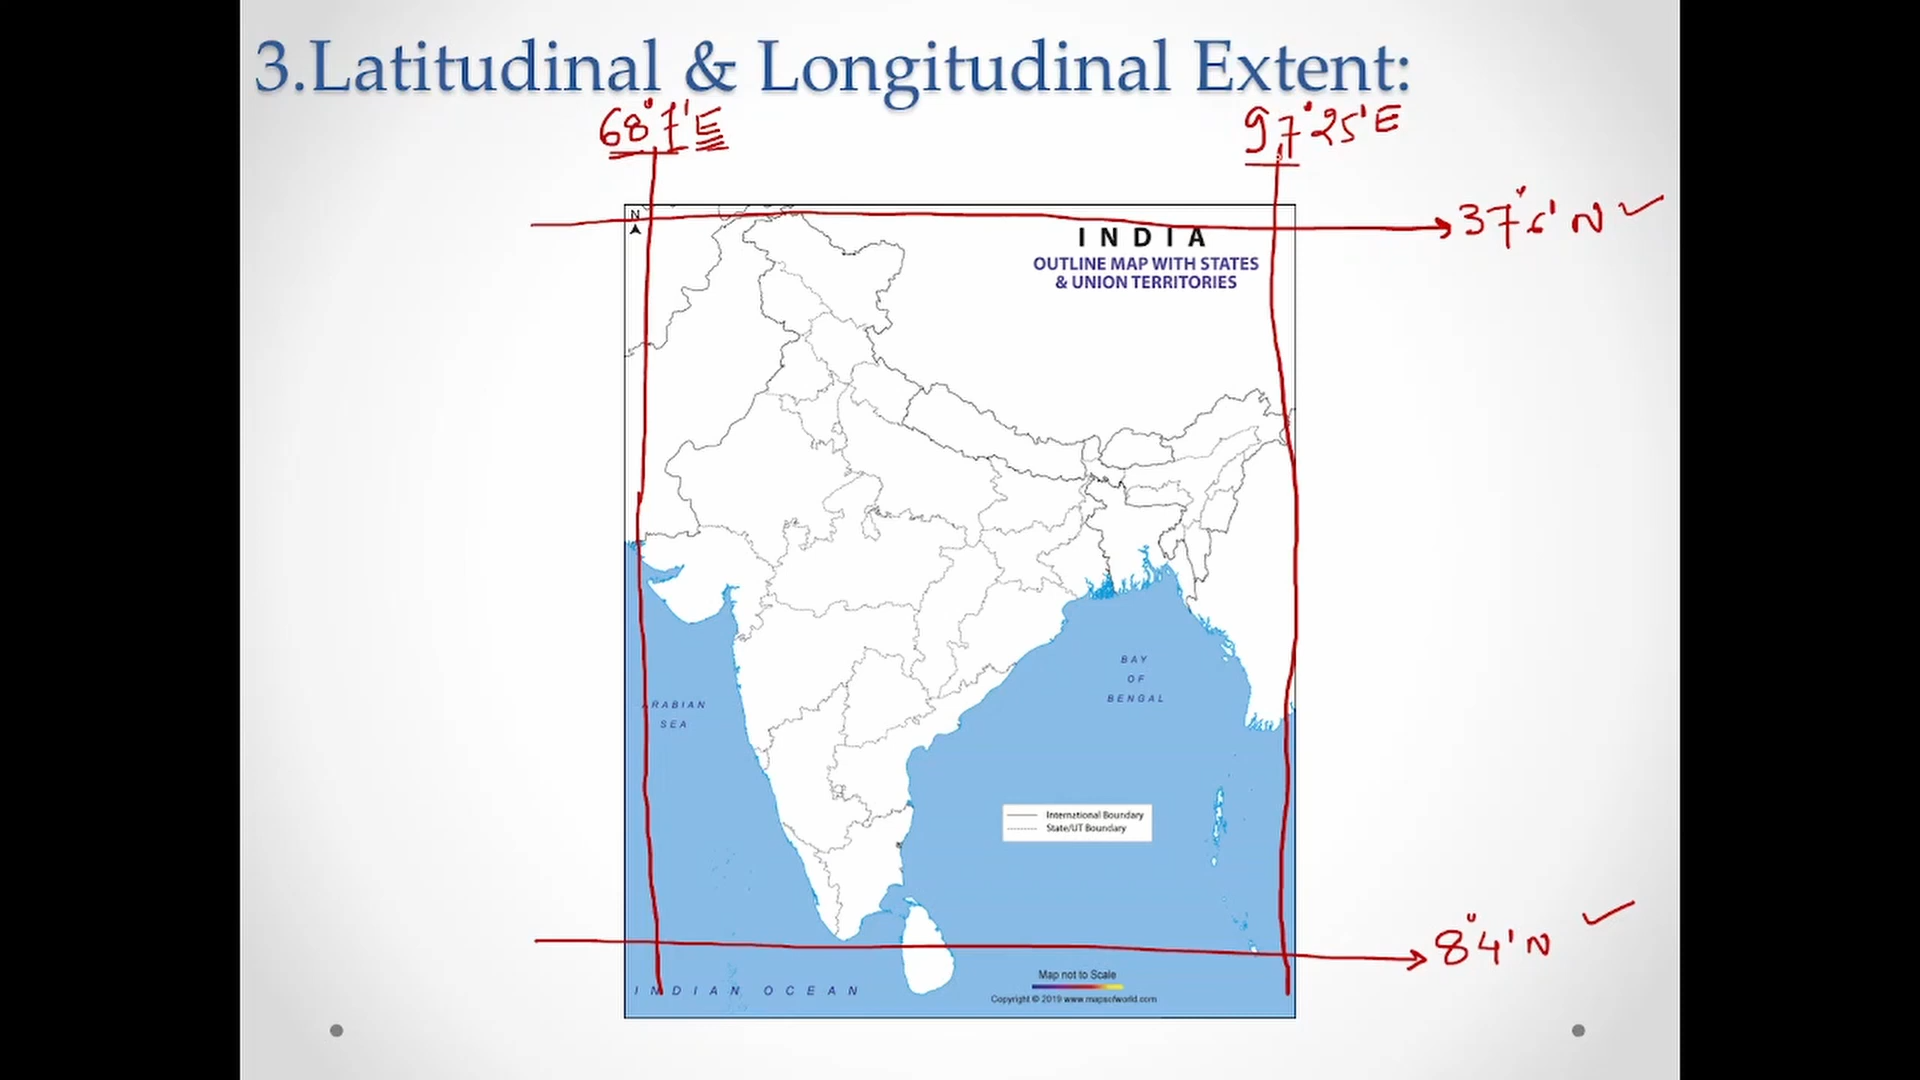 3.Latitudinal & Longitudinal Extent:
68°7'E
97°25'E
37°6'N
N
INDIA
OUTLINE MAP WITH STATES
& UNION TERRITORIES
BAY
OF
BENGAL
ARABIAN
SEA
International Boundary
State/UT Boundary
8°4'N
Map not to Scale
INDIAN OCEAN
Copyright © 2019 www.mapsofworld.com